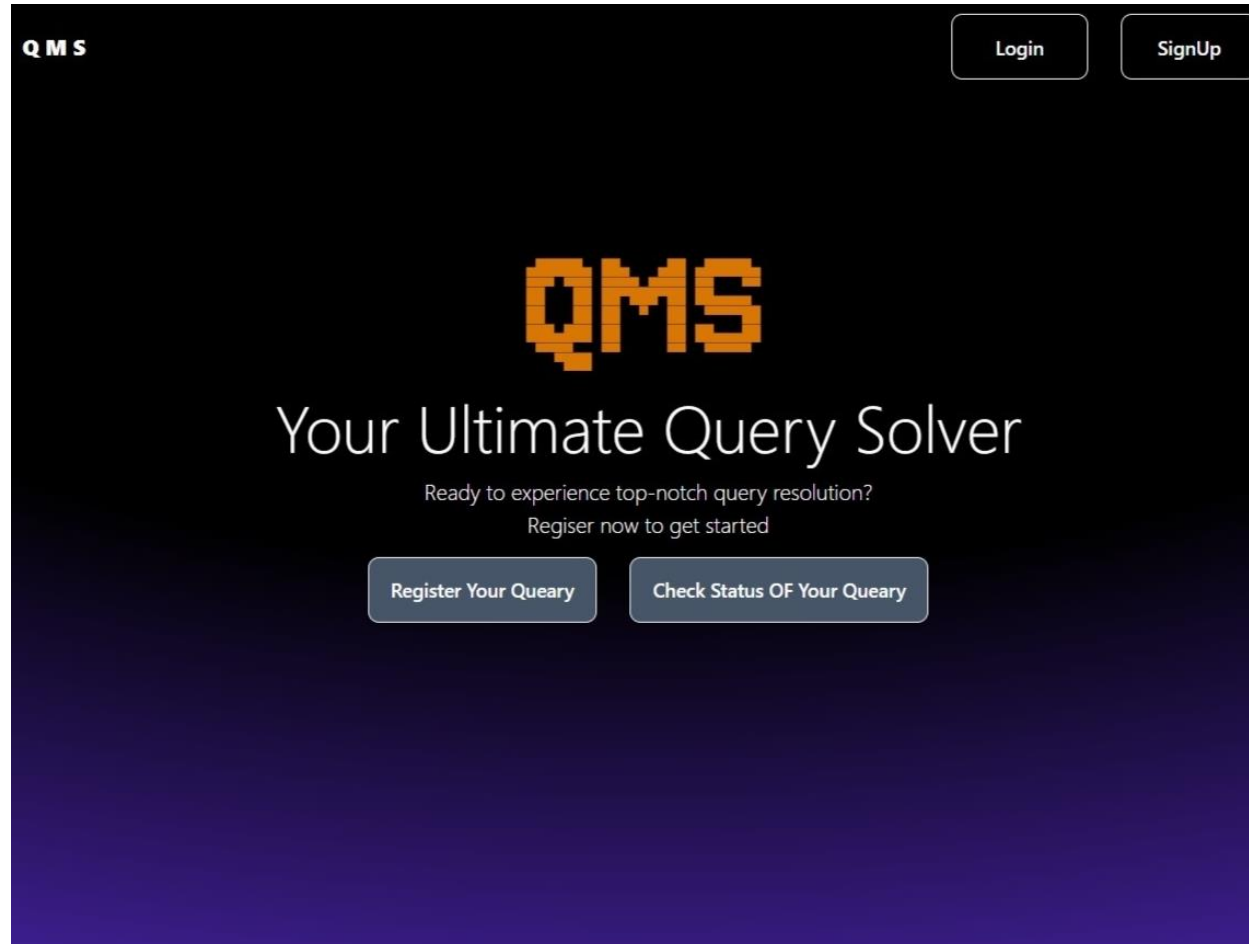 QMS
Login
SignUp
QMS
Your Ultimate Query Solver
Ready to experience top-notch query resolution?
Regiser now to get started
Register Your Queary
Check Status OF Your Queary